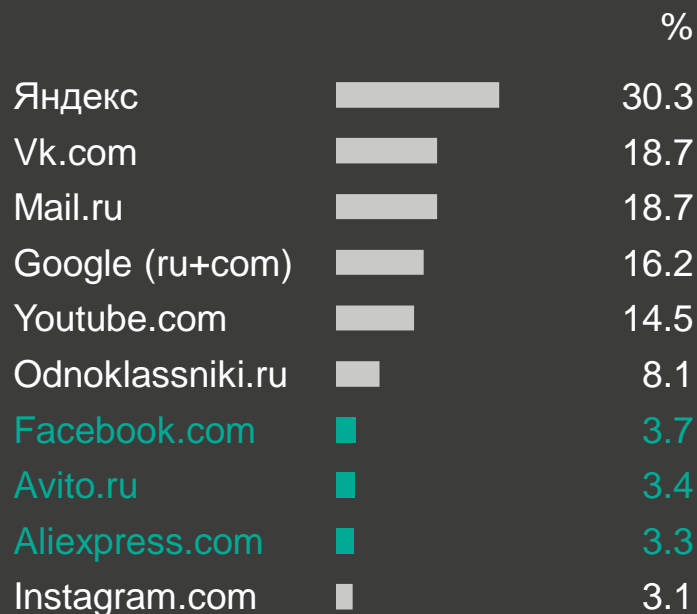 %
Яндекс 30.3
Vk.com 18.7
Mail.ru 18.7
Google (ru+com) 16.2
Youtube.com 14.5
Odnoklassniki.ru 8.1
Facebook.com 3.7
Avito.ru 3.4
Aliexpress.com 3.3
Instagram.com 3.1